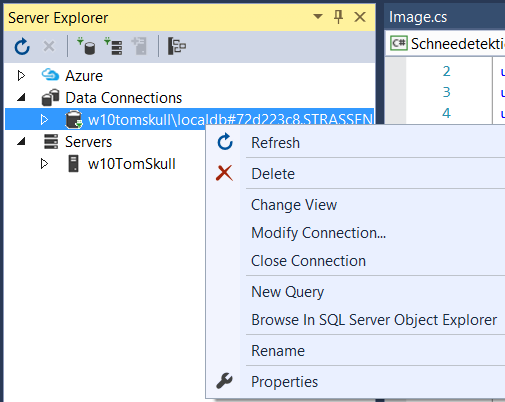 Server Explorer
Image.cs
C# Schneedetekti
Azure
Data Connections
w10tomskull\localdb#72d223c8.STRASSEN
Servers
w10TomSkull
2
3
4
u
u
u
Refresh
Delete
Change View
Modify Connection...
Close Connection
New Query
Browse In SQL Server Object Explorer
Rename
Properties